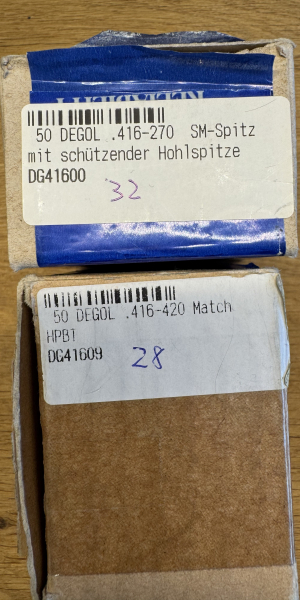 50 DEGOL .416-270 SM-Spitz
mit schützender Hohlspitze
DG41600
32
50 DEGOL .416-420 Match
HPBT
DG41609
28